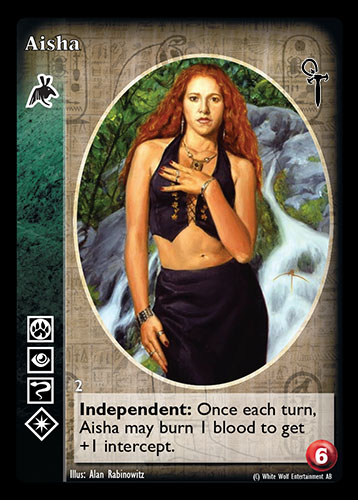 Aisha
2
Independent: Once each turn,
Aisha may burn 1 blood to get
+1 intercept.
6
Illus: Alan Rabinowitz
(C) White Wolf Entertainment AB